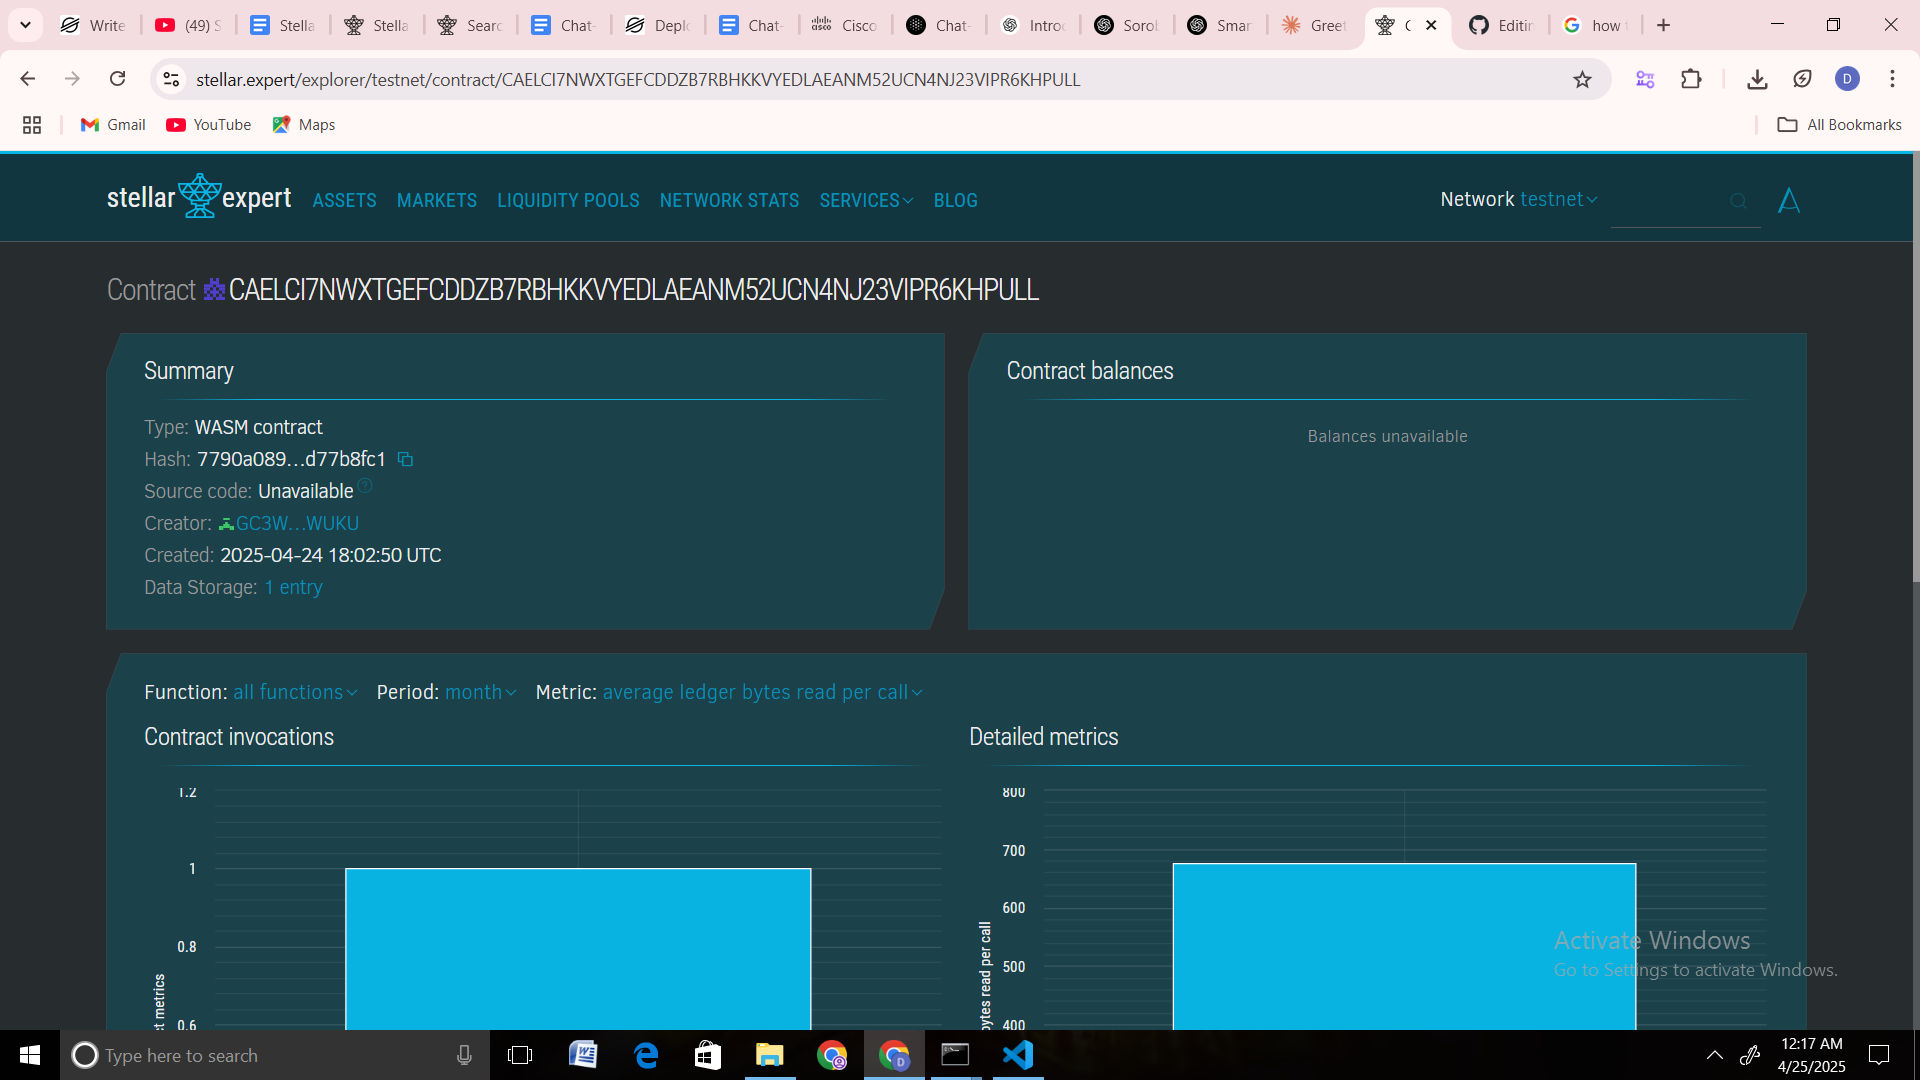 Write
(49) S
Stella
Stella
Searc
Chat-
Deplo
Chat-
Cisco
Chat-
Introd
Sorob
Smar
Greet
C
Editin
how t
stellar.expert/explorer/testnet/contract/CAELCI7NWXTGEFCDDZB7RBHKKVYEDLAEANM52UCN4NJ23VIPR6KHPULL
D
Gmail
YouTube
Maps
All Bookmarks
stellar expert
ASSETS
MARKETS
LIQUIDITY POOLS
NETWORK STATS
SERVICES
BLOG
Network testnet
Contract CAELCI7NWXTGEFCDDZB7RBHKKVYEDLAEANM52UCN4NJ23VIPR6KHPULL
Summary
Type: WASM contract
Hash: 7790a089…d77b8fc1
Source code: Unavailable
Creator: GC3W…WUKU
Created: 2025-04-24 18:02:50 UTC
Data Storage: 1 entry
Contract balances
Balances unavailable
Function: all functions Period: month Metric: average ledger bytes read per call
Contract invocations
1.2
1
0.8
0.6
ct metrics
Detailed metrics
800
700
600
500
400
bytes read per call
Activate Windows
Go to Settings to activate Windows.
Type here to search
D
12:17 AM
4/25/2025